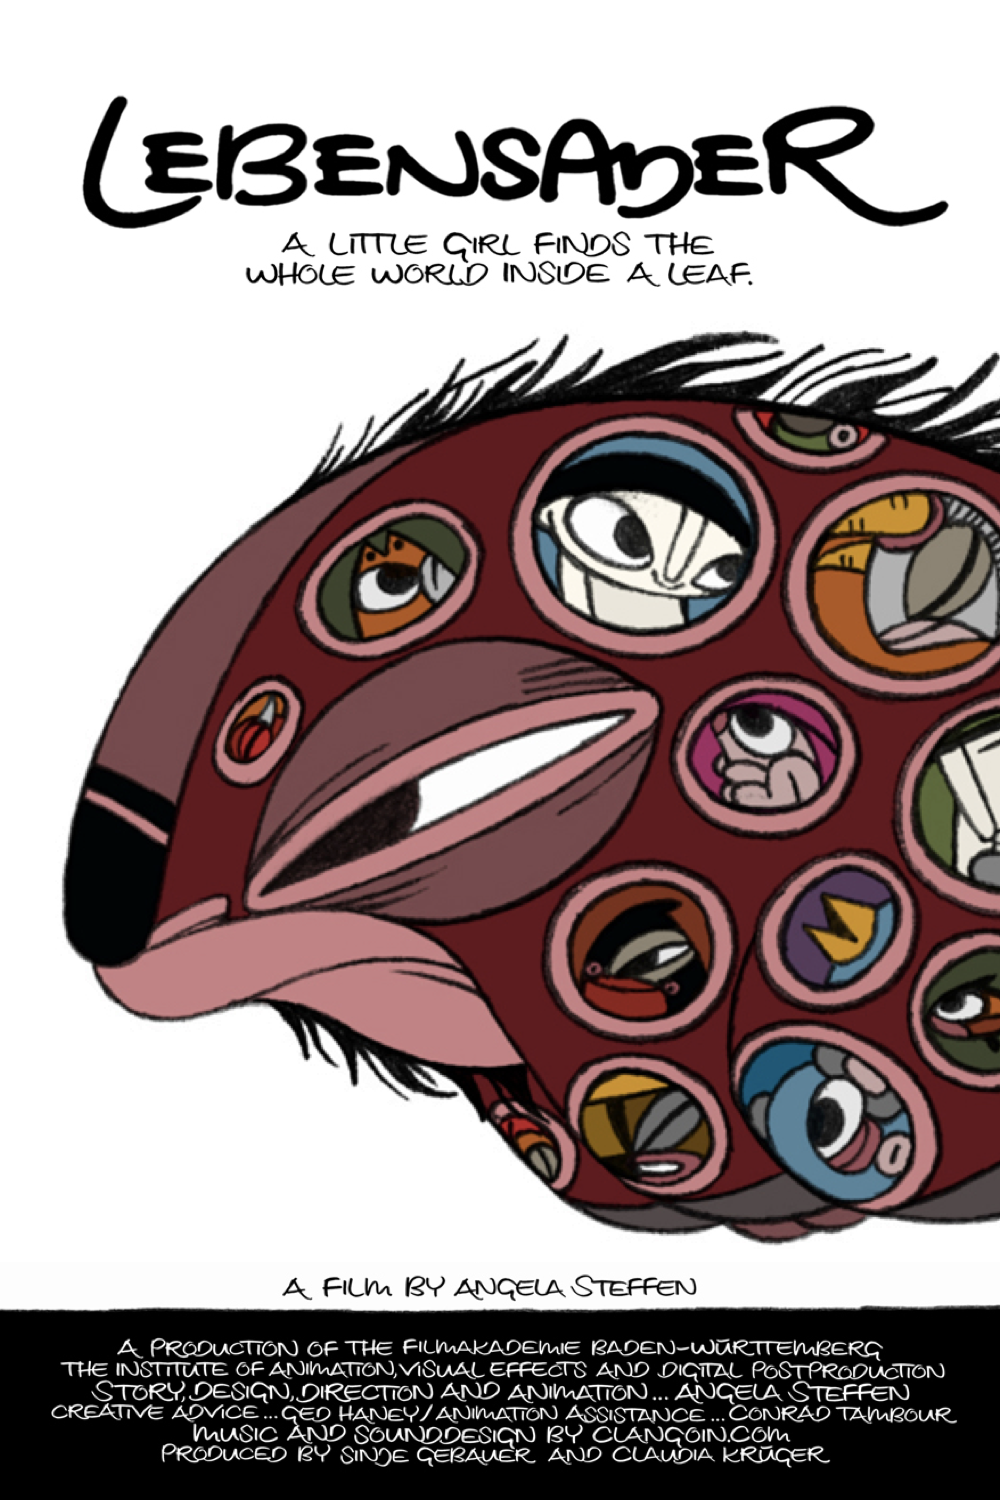 LEBENSADER
A LITTLE GIRL FINDS THE
WHOLE WORLD INSIDE A LEAF.
A FILM BY ANGELA STEFFEN
A PRODUCTION OF THE FILMAKADEMIE BADEN-WÜRTTEMBERG
THE INSTITUTE OF ANIMATION, VISUAL EFFECTS AND DIGITAL POSTPRODUCTION
STORY, DESIGN, DIRECTION AND ANIMATION... ANGELA STEFFEN
CREATIVE ADVICE... GED HANEY/ANIMATION ASSISTANCE... CONRAD TAMBOUR
MUSIC AND SOUNDDESIGN BY CLANGOIN.COM
PRODUCED BY SINJE GEBAUER AND CLAUDIA KRÜGER